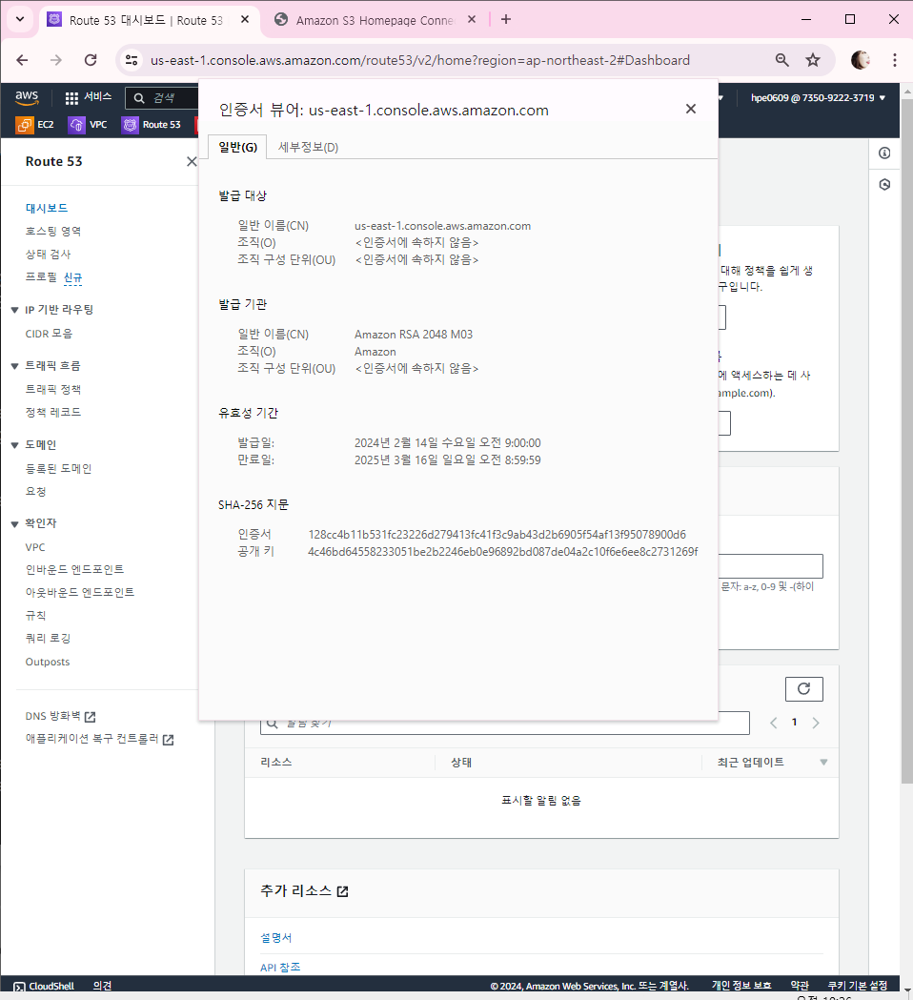 Route 53 대시보드 | Route 53
Amazon S3 Homepage Conne
us-east-1.console.aws.amazon.com/route53/v2/home?region=ap-northeast-2#Dashboard
aws
서비스
검색
hpe0609 @ 7350-9222-3719
EC2
VPC
Route 53
인증서 뷰어: us-east-1.console.aws.amazon.com
일반(G)
세부정보(D)
발급 대상
일반 이름(CN) us-east-1.console.aws.amazon.com
조직(O) <인증서에 속하지 않음>
조직 구성 단위(OU) <인증서에 속하지 않음>
발급 기관
일반 이름(CN) Amazon RSA 2048 M03
조직(O) Amazon
조직 구성 단위(OU) <인증서에 속하지 않음>
유효성 기간
발급일: 2024년 2월 14일 수요일 오전 9:00:00
만료일: 2025년 3월 16일 일요일 오전 8:59:59
SHA-256 지문
인증서 128cc4b11b531fc23226d279413fc41f3c9ab43d2b6905f54af13f95078900d6
공개 키 4c46bd64558233051be2b2246eb0e96892bd087de04a2c10f6e6ee8c2731269f
Route 53
대시보드
호스팅 영역
상태 검사
프로필 신규
IP 기반 라우팅
CIDR 모음
트래픽 흐름
트래픽 정책
정책 레코드
도메인
등록된 도메인
요청
확인자
VPC
인바운드 엔드포인트
아웃바운드 엔드포인트
규칙
쿼리 로깅
Outposts
DNS 방화벽
애플리케이션 복구 컨트롤러
대해 정책을 쉽게 생
구입니다.
에 액세스하는 데 사
ample.com).
문자: a-z, 0-9 및 -(하이
알림 찾기
1
리소스
상태
최근 업데이트
표시할 알림 없음
추가 리소스
설명서
API 참조
CloudShell
의견
© 2024, Amazon Web Services, Inc. 또는 계열사.
개인 정보 보호
약관
쿠키 기본 설정